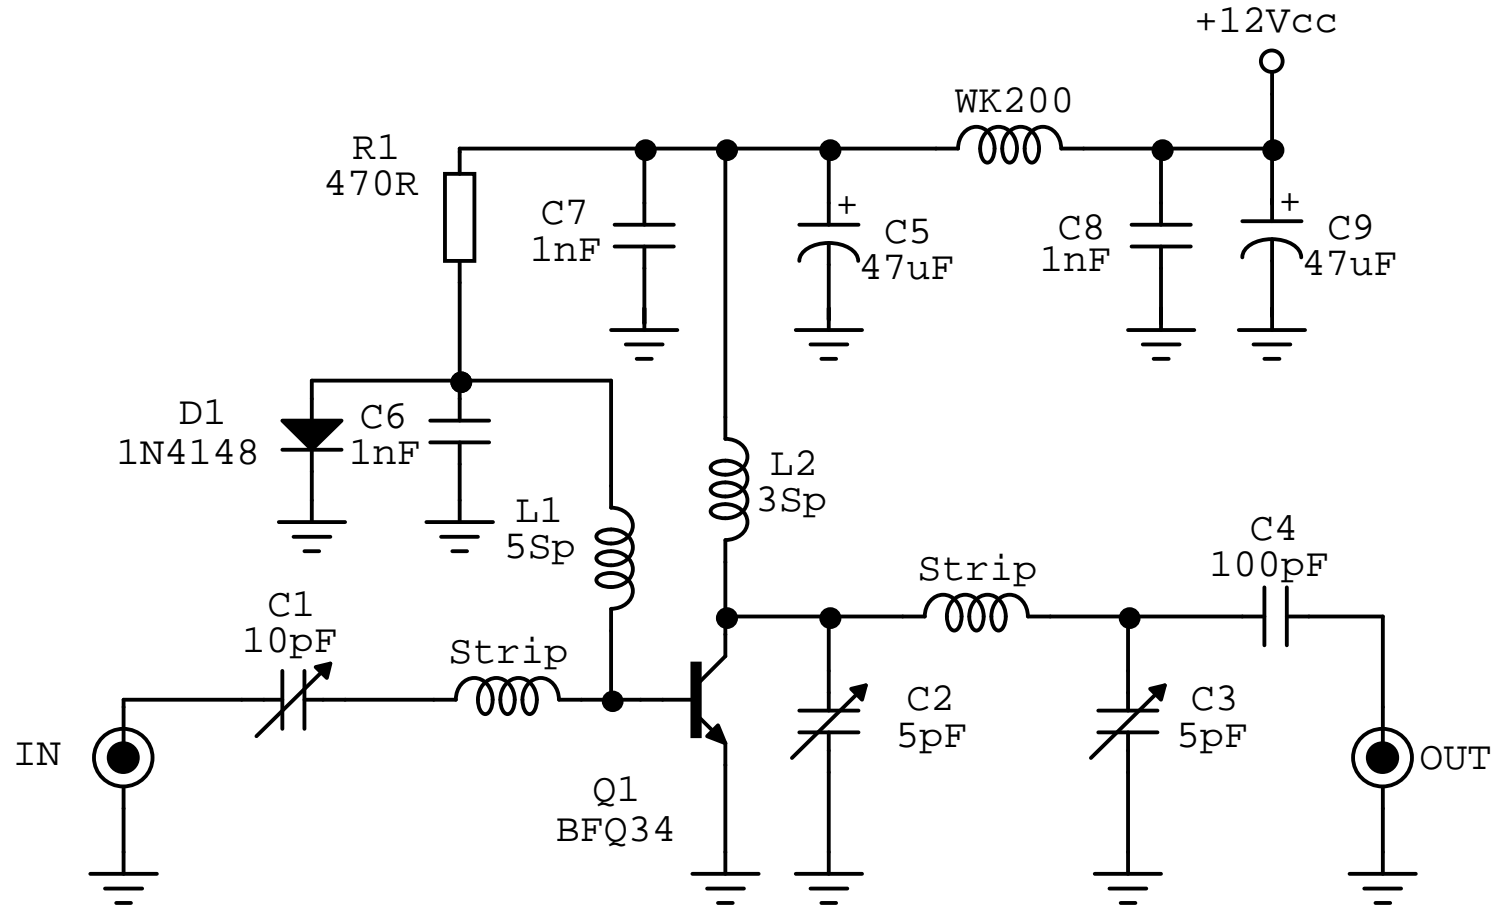 +12Vcc
WK200
R1
470R
C7
1nF
+
C5
47uF
C8
1nF
+
C9
47uF
D1
1N4148
C6
1nF
L1
5Sp
L2
3Sp
C4
100pF
Strip
C1
10pF
Strip
C2
5pF
C3
5pF
IN
OUT
Q1
BFQ34